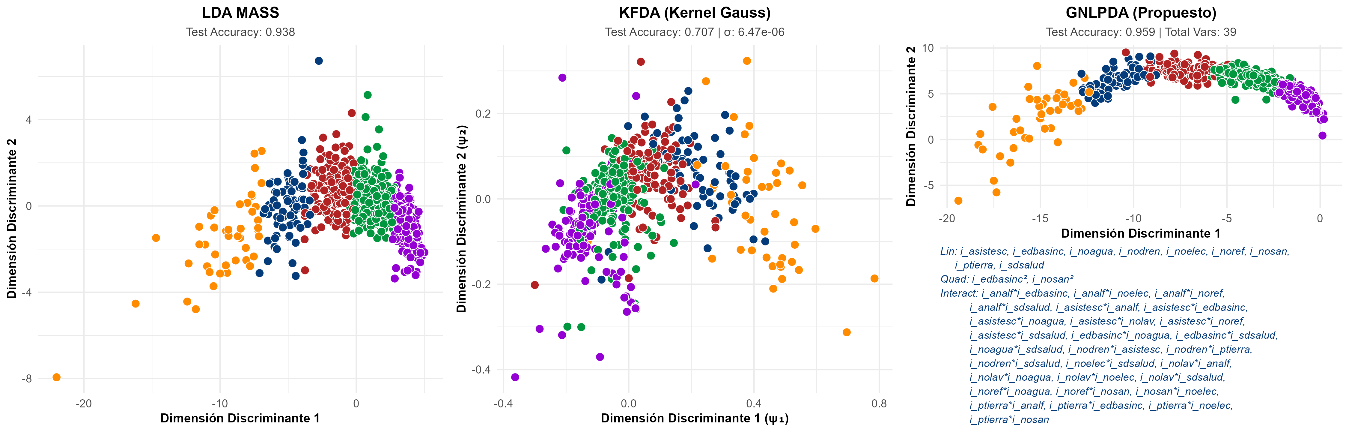 LDA MASS
Test Accuracy: 0.938
Dimensión Discriminante 2
4
0
-4
-8
-20
-10
0
Dimensión Discriminante 1
KFDA (Kernel Gauss)
Test Accuracy: 0.707 | σ: 6.47e-06
Dimensión Discriminante 2 (ψ₂)
0.2
0.0
-0.2
-0.4
-0.4
0.0
0.4
0.8
Dimensión Discriminante 1 (ψ₁)
GNLPDA (Propuesto)
Test Accuracy: 0.959 | Total Vars: 39
Dimensión Discriminante 2
10
5
0
-5
-20
-15
-10
-5
0
Dimensión Discriminante 1
Lin: i_asistesc, i_edbasinc, i_noagua, i_nodren, i_noelec, i_noref, i_nosan,
i_ptierra, i_sdsalud
Quad: i_edbasinc², i_nosan²
Interact: i_analf*i_edbasinc, i_analf*i_noelec, i_analf*i_noref,
i_analf*i_sdsalud, i_asistesc*i_analf, i_asistesc*i_edbasinc,
i_asistesc*i_noagua, i_asistesc*i_nolav, i_asistesc*i_noref,
i_asistesc*i_sdsalud, i_edbasinc*i_noagua, i_edbasinc*i_sdsalud,
i_noagua*i_sdsalud, i_nodren*i_asistesc, i_nodren*i_ptierra,
i_nodren*i_sdsalud, i_noelec*i_sdsalud, i_nolav*i_analf,
i_nolav*i_noagua, i_nolav*i_noelec, i_nolav*i_sdsalud,
i_noref*i_noagua, i_noref*i_nosan, i_nosan*i_noelec,
i_ptierra*i_analf, i_ptierra*i_edbasinc, i_ptierra*i_noelec,
i_ptierra*i_nosan